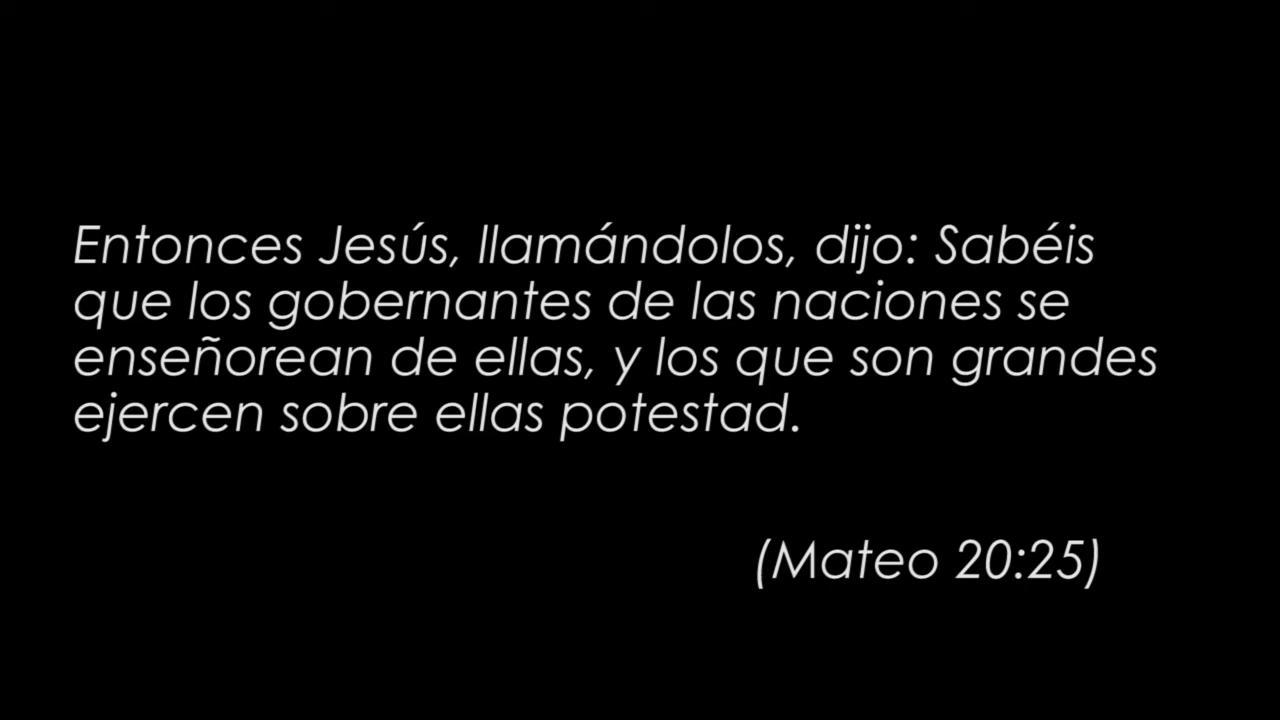 Entonces Jesús, llamándolos, dijo: Sabéis
que los gobernantes de las naciones se
enseñorean de ellas, y los que son grandes
ejercen sobre ellas potestad.
(Mateo 20:25)